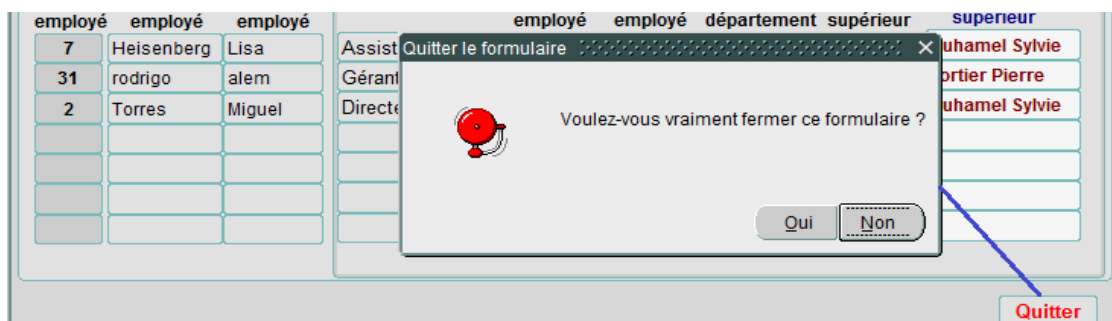 employé employé employé employé employé département supérieur superieur
7 Heisenberg Lisa Assist Quitter le formulaire uhamel Sylvie
31 rodrigo alem Gérant ortier Pierre
2 Torres Miguel Directe uhamel Sylvie
Voulez-vous vraiment fermer ce formulaire ?
Oui Non
Quitter